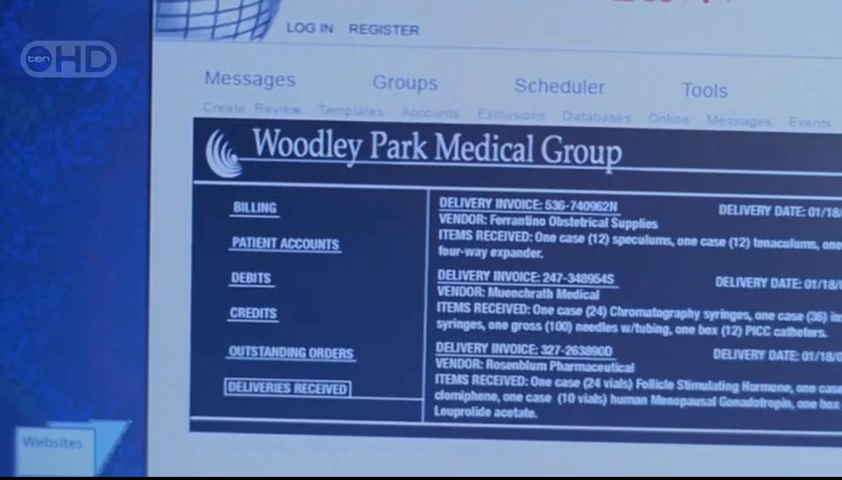 ten HD
LOG IN REGISTER
Messages Groups Scheduler Tools
Create Review Templates Accounts Exclusions Databases Online Messages Events
Woodley Park Medical Group
BILLING
PATIENT ACCOUNTS
DEBITS
CREDITS
OUTSTANDING ORDERS
DELIVERIES RECEIVED
DELIVERY INVOICE: 536-740962N DELIVERY DATE: 01/18/
VENDOR: Ferrantino Obstetrical Supplies
ITEMS RECEIVED: One case (12) speculums, one case (12) tenaculums, one
four-way expander.
DELIVERY INVOICE: 247-348954S DELIVERY DATE: 01/18/
VENDOR: Muenchrath Medical
ITEMS RECEIVED: One case (24) Chromatography syringes, one case (36) in
syringes, one gross (100) needles w/tubing, one box (12) PICC catheters.
DELIVERY INVOICE: 327-263890D DELIVERY DATE: 01/18/0
VENDOR: Rosenblum Pharmaceutical
ITEMS RECEIVED: One case (24 vials) Follicle Stimulating Hormone, one case
clomiphene, one case (10 vials) human Menopausal Gonadotropin, one box
Leuprolide acetate.
Websites